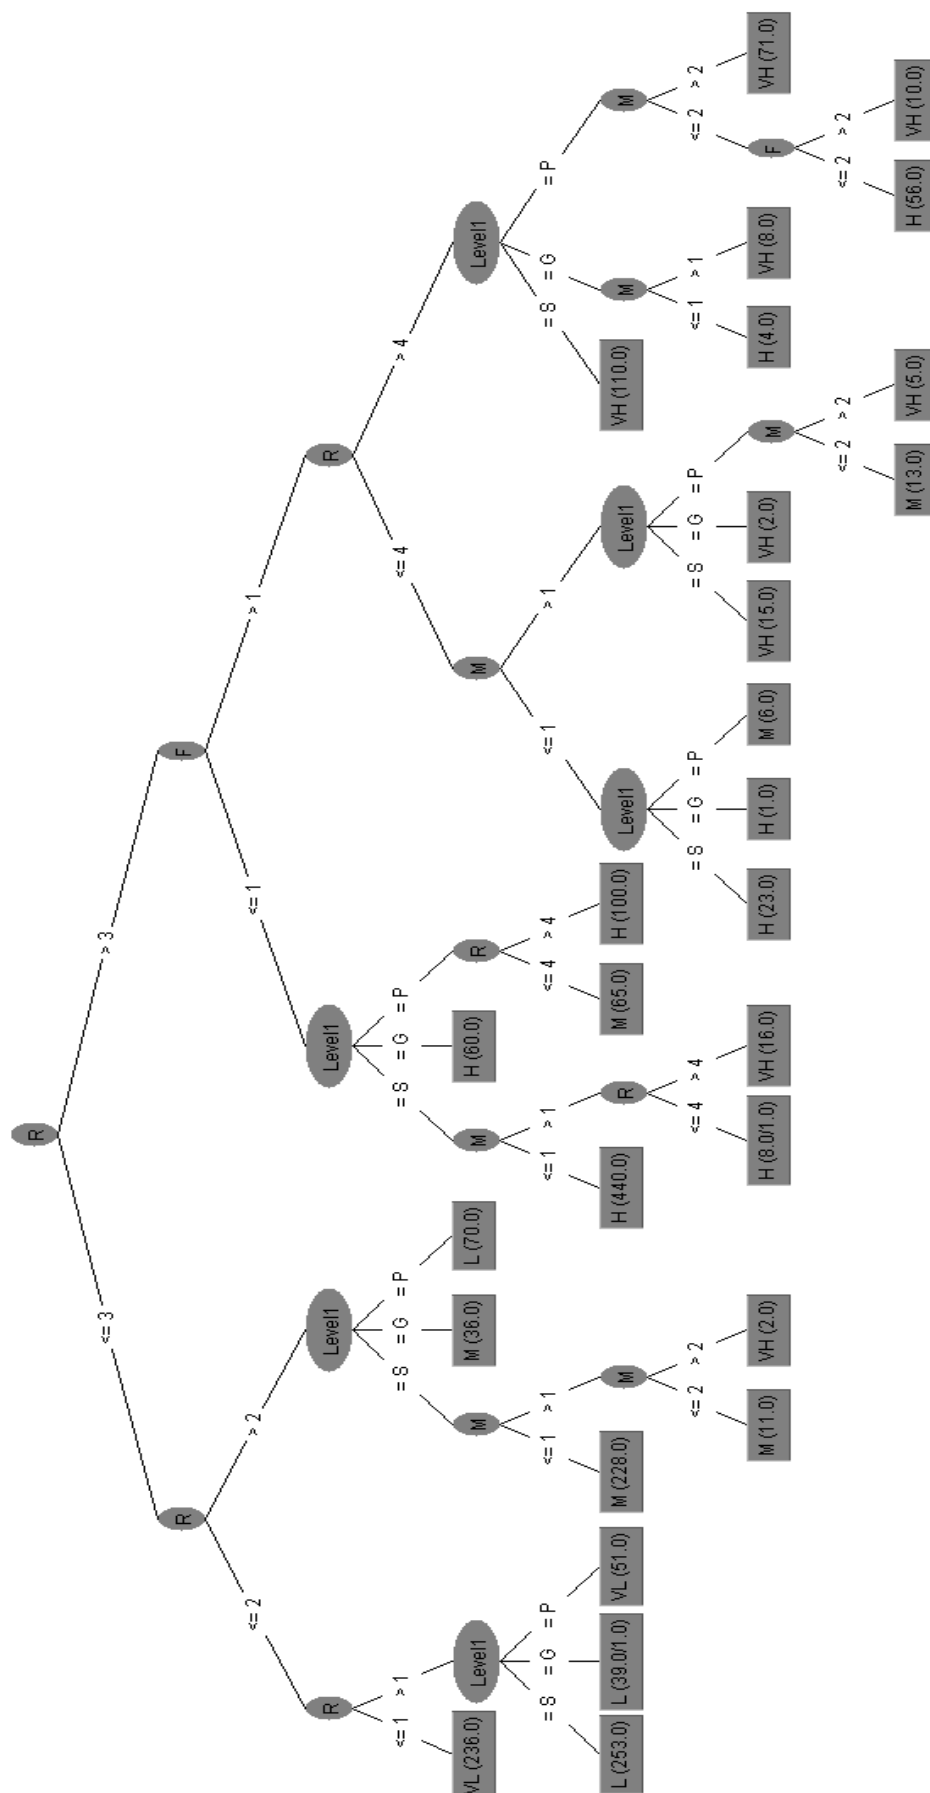 R
<= 3 > 3
R F
<= 2 > 2 <= 1 > 1
R Level1 Level1 R
<= 1 > 1 = S = G = P = S = G = P <= 4 > 4
VL (236.0) Level1 M M (36.0) L (70.0) M H (60.0) R M Level1
= S = G = P <= 1 > 1 <= 1 > 1 <= 4 > 4 <= 1 > 1 = S = G = P
L (253.0) L (39.0/1.0) VL (51.0) M (228.0) M H (440.0) R M (65.0) H (100.0) Level1 Level1 VH (110.0) M M
<= 2 > 2 <= 4 > 4 = S = G = P = S = G = P <= 1 > 1 <= 2 > 2
M (11.0) VH (2.0) H (8.0/1.0) VH (16.0) H (23.0) H (1.0) M (6.0) VH (15.0) VH (2.0) M H (4.0) VH (8.0) F VH (71.0)
<= 2 > 2 <= 2 > 2
M (13.0) VH (5.0) H (56.0) VH (10.0)